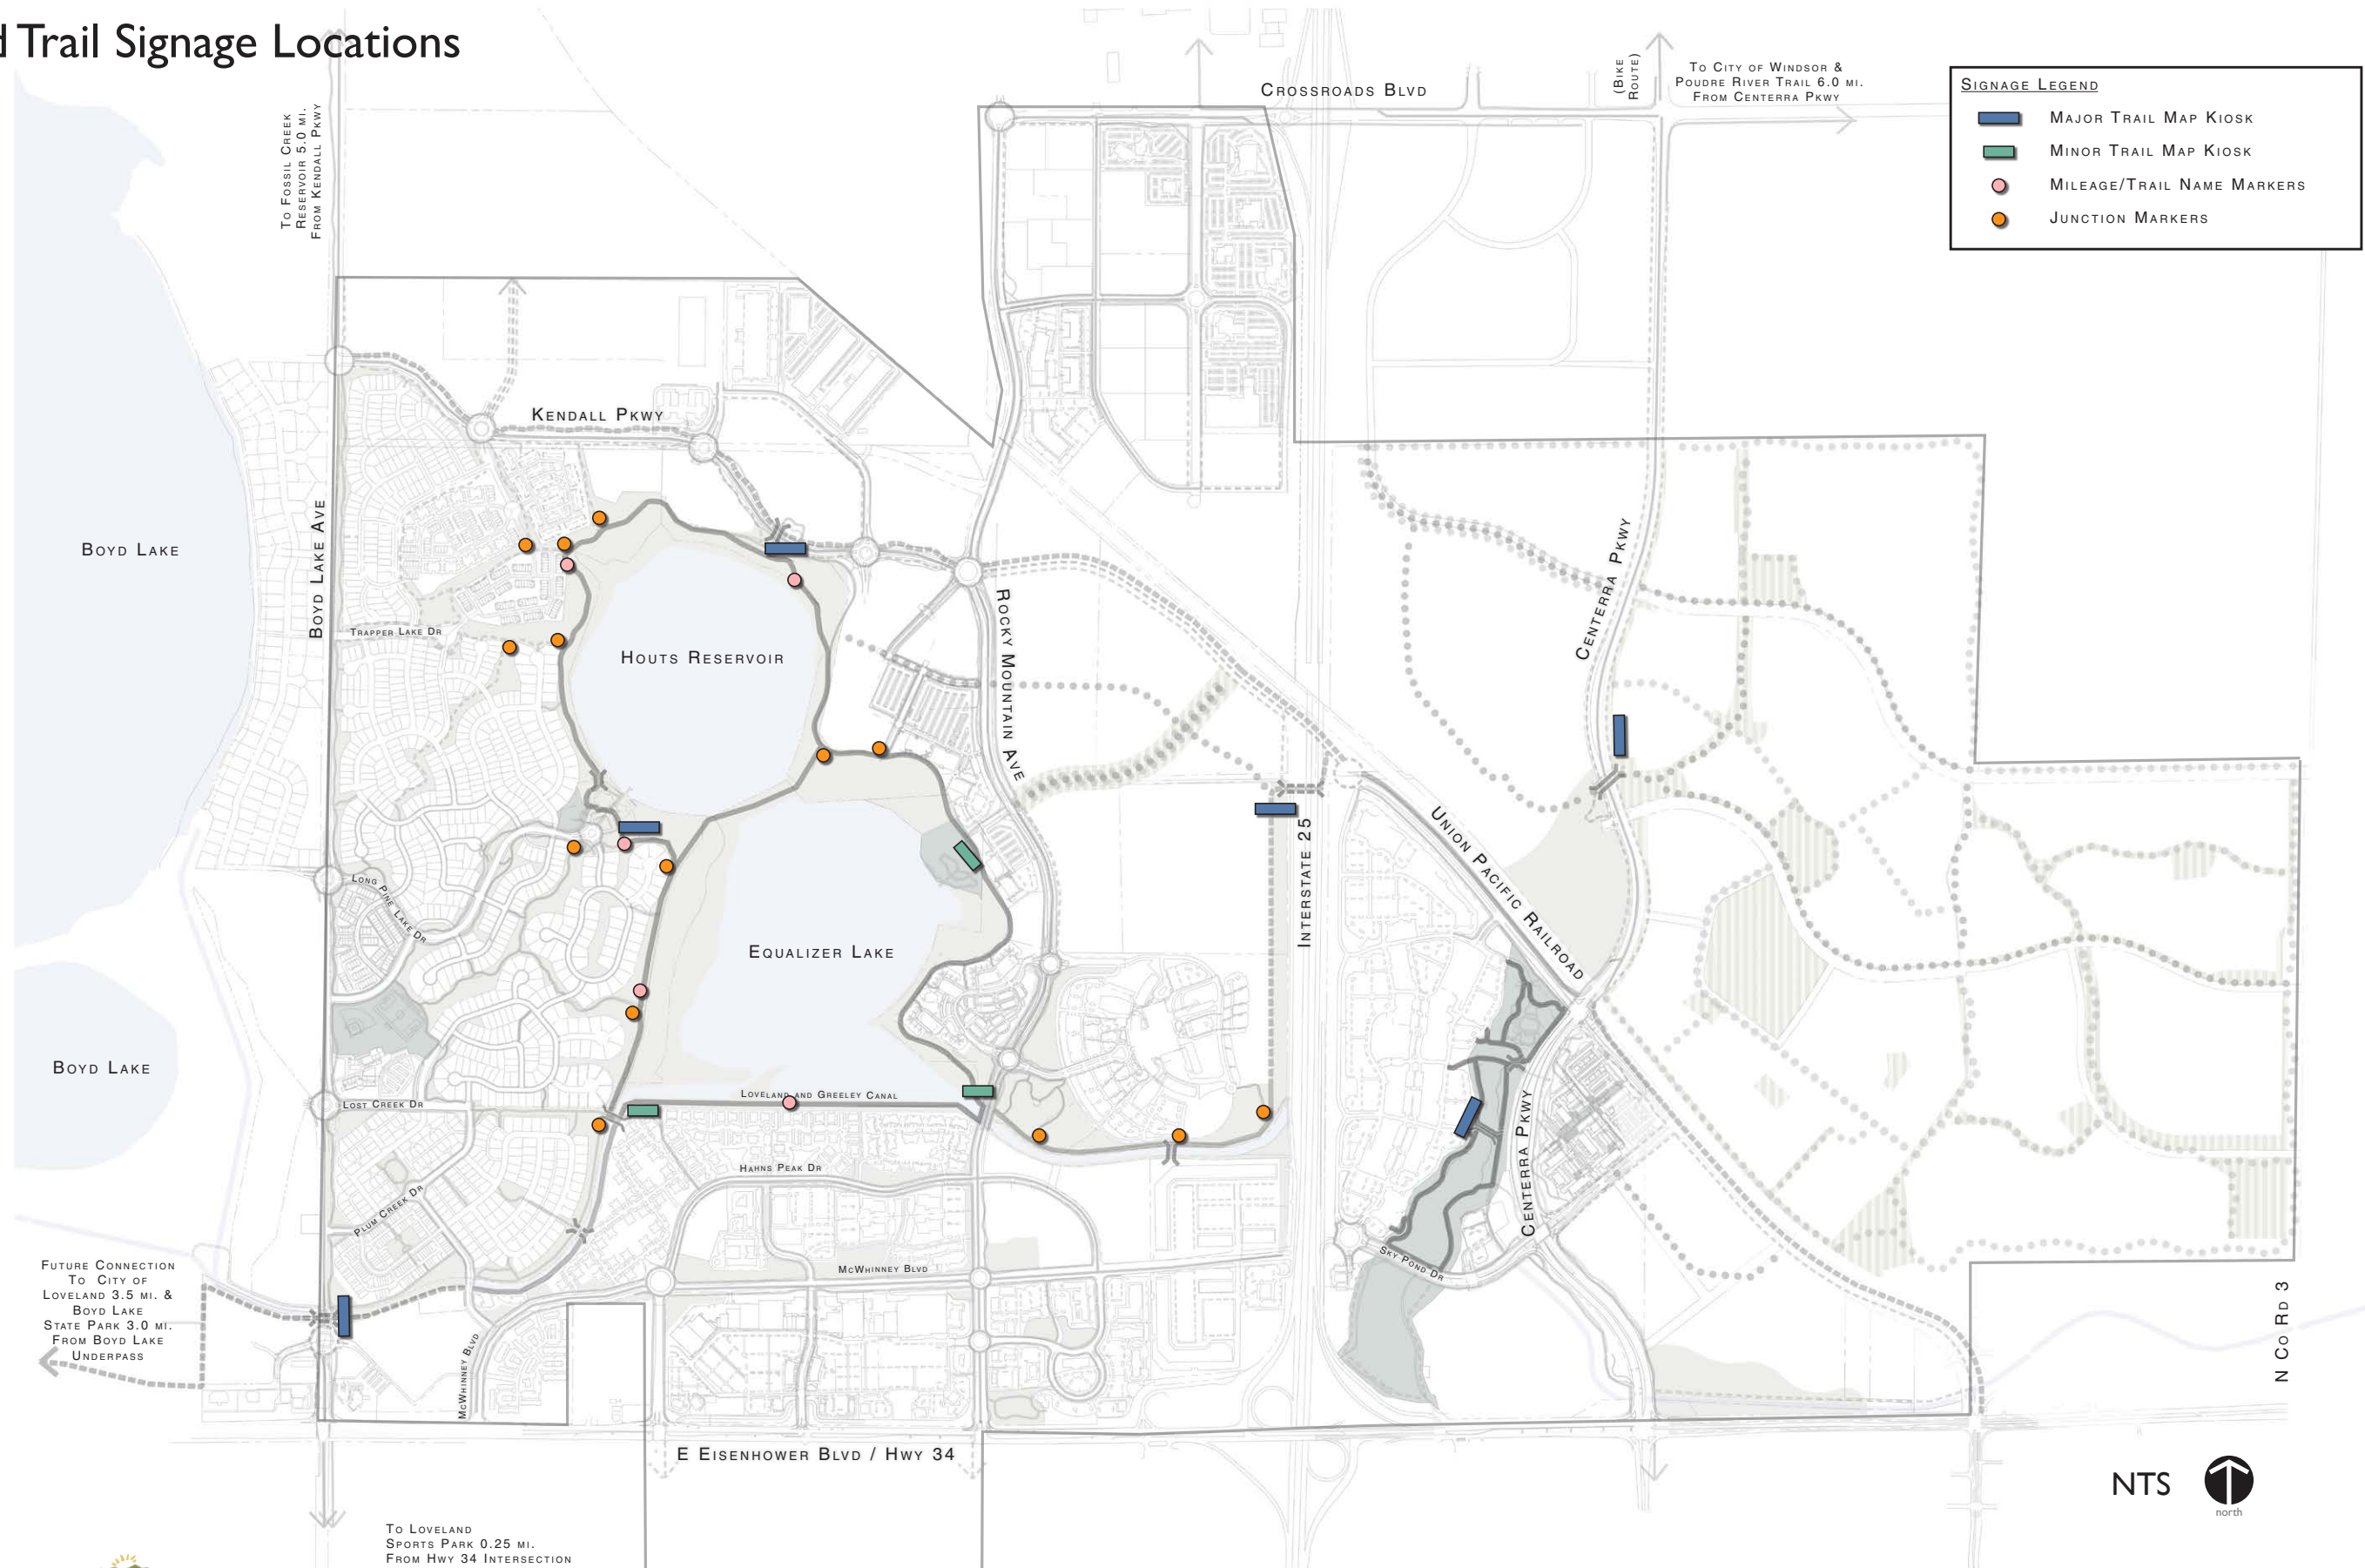 d Trail Signage Locations
To Fossil Creek
Reservoir 5.0 mi.
From Kendall Pkwy
Crossroads Blvd
(Bike
Route)
To City of Windsor &
Poudre River Trail 6.0 mi.
From Centerra Pkwy
Signage Legend
Major Trail Map Kiosk
Minor Trail Map Kiosk
Mileage/Trail Name Markers
Junction Markers
Kendall Pkwy
Boyd Lake
Boyd Lake Ave
Trapper Lake Dr
Houts Reservoir
Rocky Mountain Ave
Centerra Pkwy
Union Pacific Railroad
Interstate 25
Long Pine Lake Dr
Equalizer Lake
Boyd Lake
Lost Creek Dr
Loveland and Greeley Canal
Hahns Peak Dr
Centerra Pkwy
Plum Creek Dr
McWhinney Blvd
Sky Pond Dr
Future Connection
To City of
Loveland 3.5 mi. &
Boyd Lake
State Park 3.0 mi.
From Boyd Lake
Underpass
McWhinney Blvd
N Co Rd 3
E Eisenhower Blvd / Hwy 34
NTS
north
To Loveland
Sports Park 0.25 mi.
From Hwy 34 Intersection